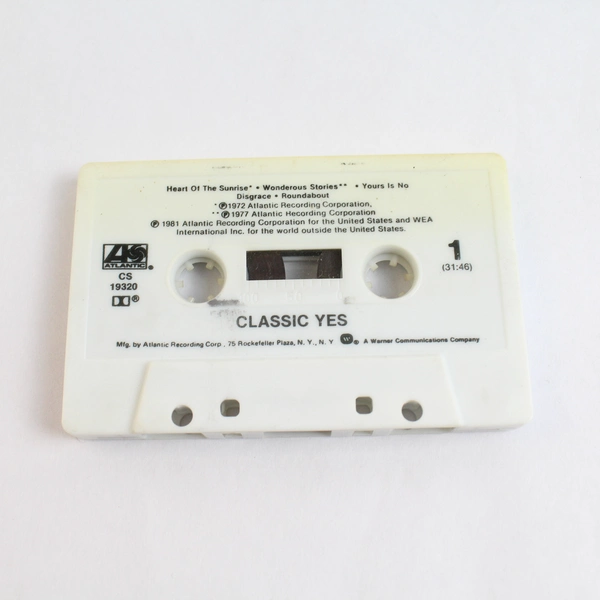 Heart Of The Sunrise* • Wonderous Stories** • Yours Is No
Disgrace • Roundabout
* ℗1972 Atlantic Recording Corporation,
** ℗1977 Atlantic Recording Corporation
℗ 1981 Atlantic Recording Corporation for the United States and WEA
International Inc. for the world outside the United States.
ATLANTIC®
CS
19320
®
1
(31:46)
CLASSIC YES
Mfg. by Atlantic Recording Corp., 75 Rockefeller Plaza, N. Y., N. Y. W® A Warner Communications Company